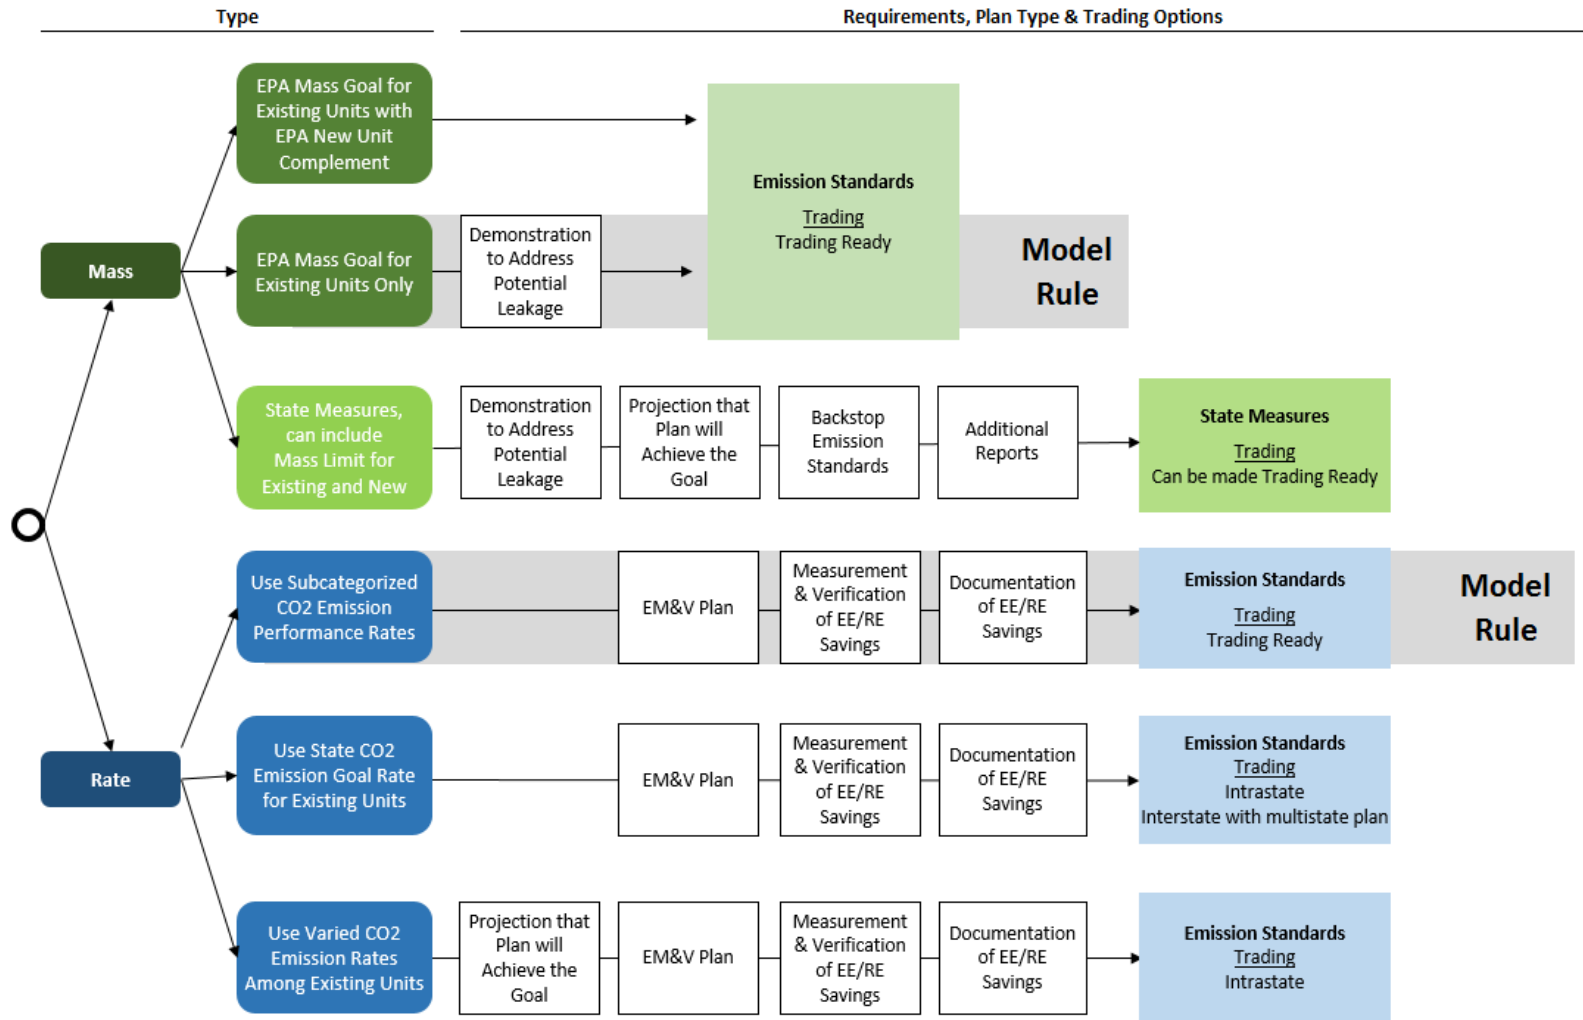 Type
Requirements, Plan Type & Trading Options
EPA Mass Goal for
Existing Units with
EPA New Unit
Complement
Emission Standards
Trading
Trading Ready
Mass
EPA Mass Goal for
Existing Units Only
Demonstration
to Address
Potential
Leakage
Model
Rule
State Measures,
can include
Mass Limit for
Existing and New
Demonstration
to Address
Potential
Leakage
Projection that
Plan will
Achieve the
Goal
Backstop
Emission
Standards
Additional
Reports
State Measures
Trading
Can be made Trading Ready
Use Subcategorized
CO2 Emission
Performance Rates
EM&V Plan
Measurement
& Verification
of EE/RE
Savings
Documentation
of EE/RE
Savings
Emission Standards
Trading
Trading Ready
Model
Rule
Rate
Use State CO2
Emission Goal Rate
for Existing Units
EM&V Plan
Measurement
& Verification
of EE/RE
Savings
Documentation
of EE/RE
Savings
Emission Standards
Trading
Intrastate
Interstate with multistate plan
Use Varied CO2
Emission Rates
Among Existing Units
Projection that
Plan will
Achieve the
Goal
EM&V Plan
Measurement
& Verification
of EE/RE
Savings
Documentation
of EE/RE
Savings
Emission Standards
Trading
Intrastate